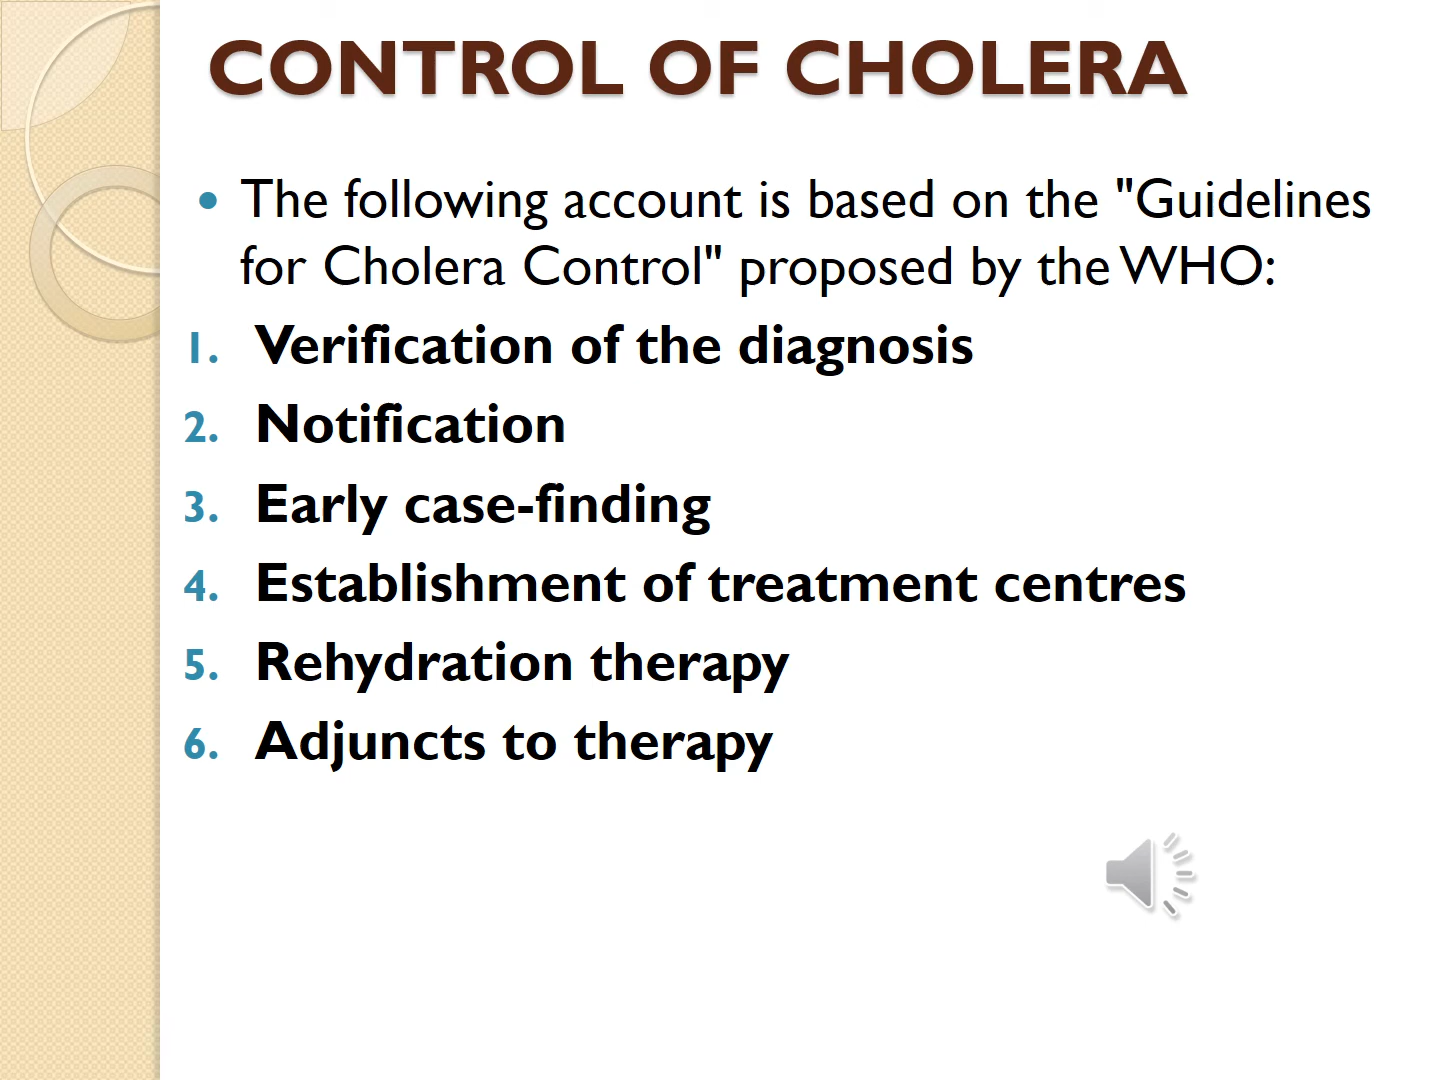 CONTROL OF CHOLERA
• The following account is based on the "Guidelines
for Cholera Control" proposed by the WHO:
1. Verification of the diagnosis
2. Notification
3. Early case-finding
4. Establishment of treatment centres
5. Rehydration therapy
6. Adjuncts to therapy